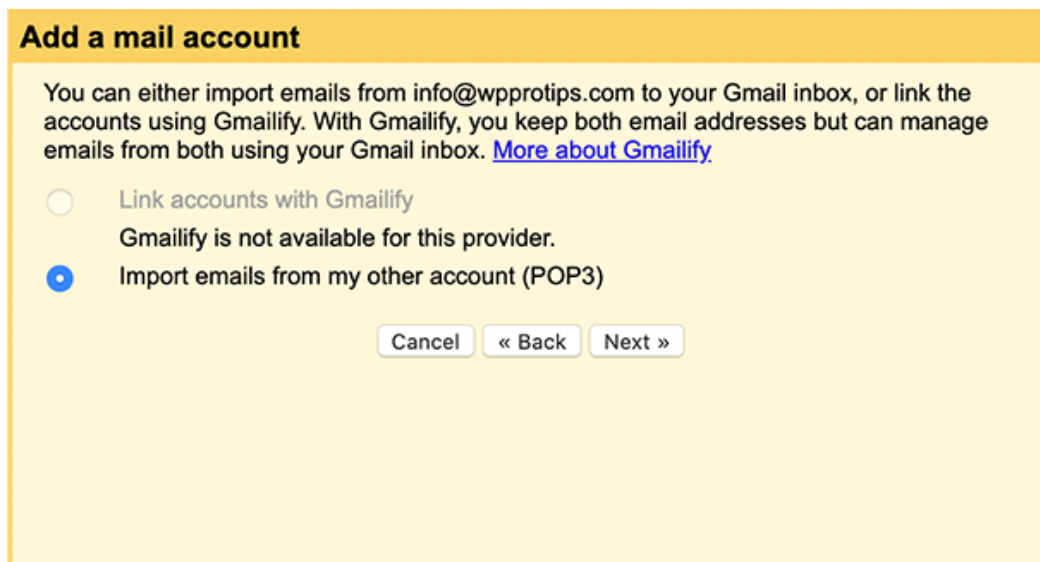 Add a mail account
You can either import emails from info@wpprotips.com to your Gmail inbox, or link the
accounts using Gmailify. With Gmailify, you keep both email addresses but can manage
emails from both using your Gmail inbox. More about Gmailify
Link accounts with Gmailify
Gmailify is not available for this provider.
Import emails from my other account (POP3)
Cancel « Back Next »